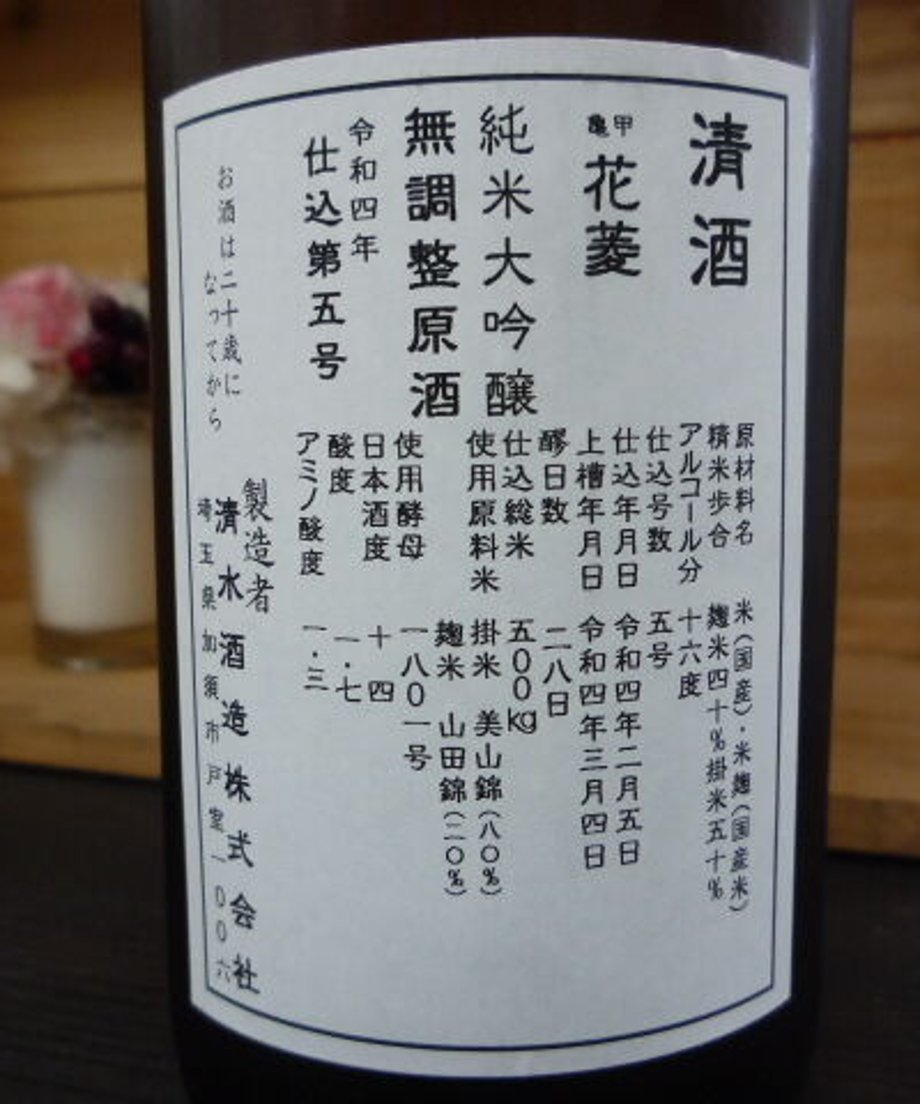 清酒
亀甲
花菱
純米大吟醸
無調整原酒
令和四年
仕込第五号
お酒は二十歳に
なってから
原材料名 米(国産)・米麹(国産米)
精米歩合 麹米四十%掛米五十%
アルコール分 十六度
仕込号数 五号
仕込年月日 令和四年二月五日
上槽年月日 令和四年三月四日
醪日数 二八日
仕込総米 五〇〇kg
使用原料米 掛米 美山錦(八〇%)
麹米 山田錦(二〇%)
使用酵母 一八〇一号
日本酒度 十四
酸度 一・七
アミノ酸度 一・三
製造者
清水酒造株式会社
埼玉県加須市戸室一〇〇六